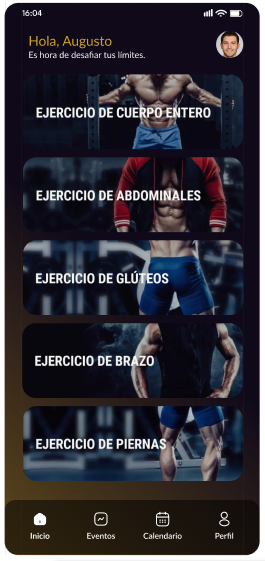 16:04
Hola, Augusto
Es hora de desafiar tus límites.
EJERCICIO DE CUERPO ENTERO
EJERCICIO DE ABDOMINALES
EJERCICIO DE GLÚTEOS
EJERCICIO DE BRAZO
EJERCICIO DE PIERNAS
Inicio Eventos Calendario Perfil